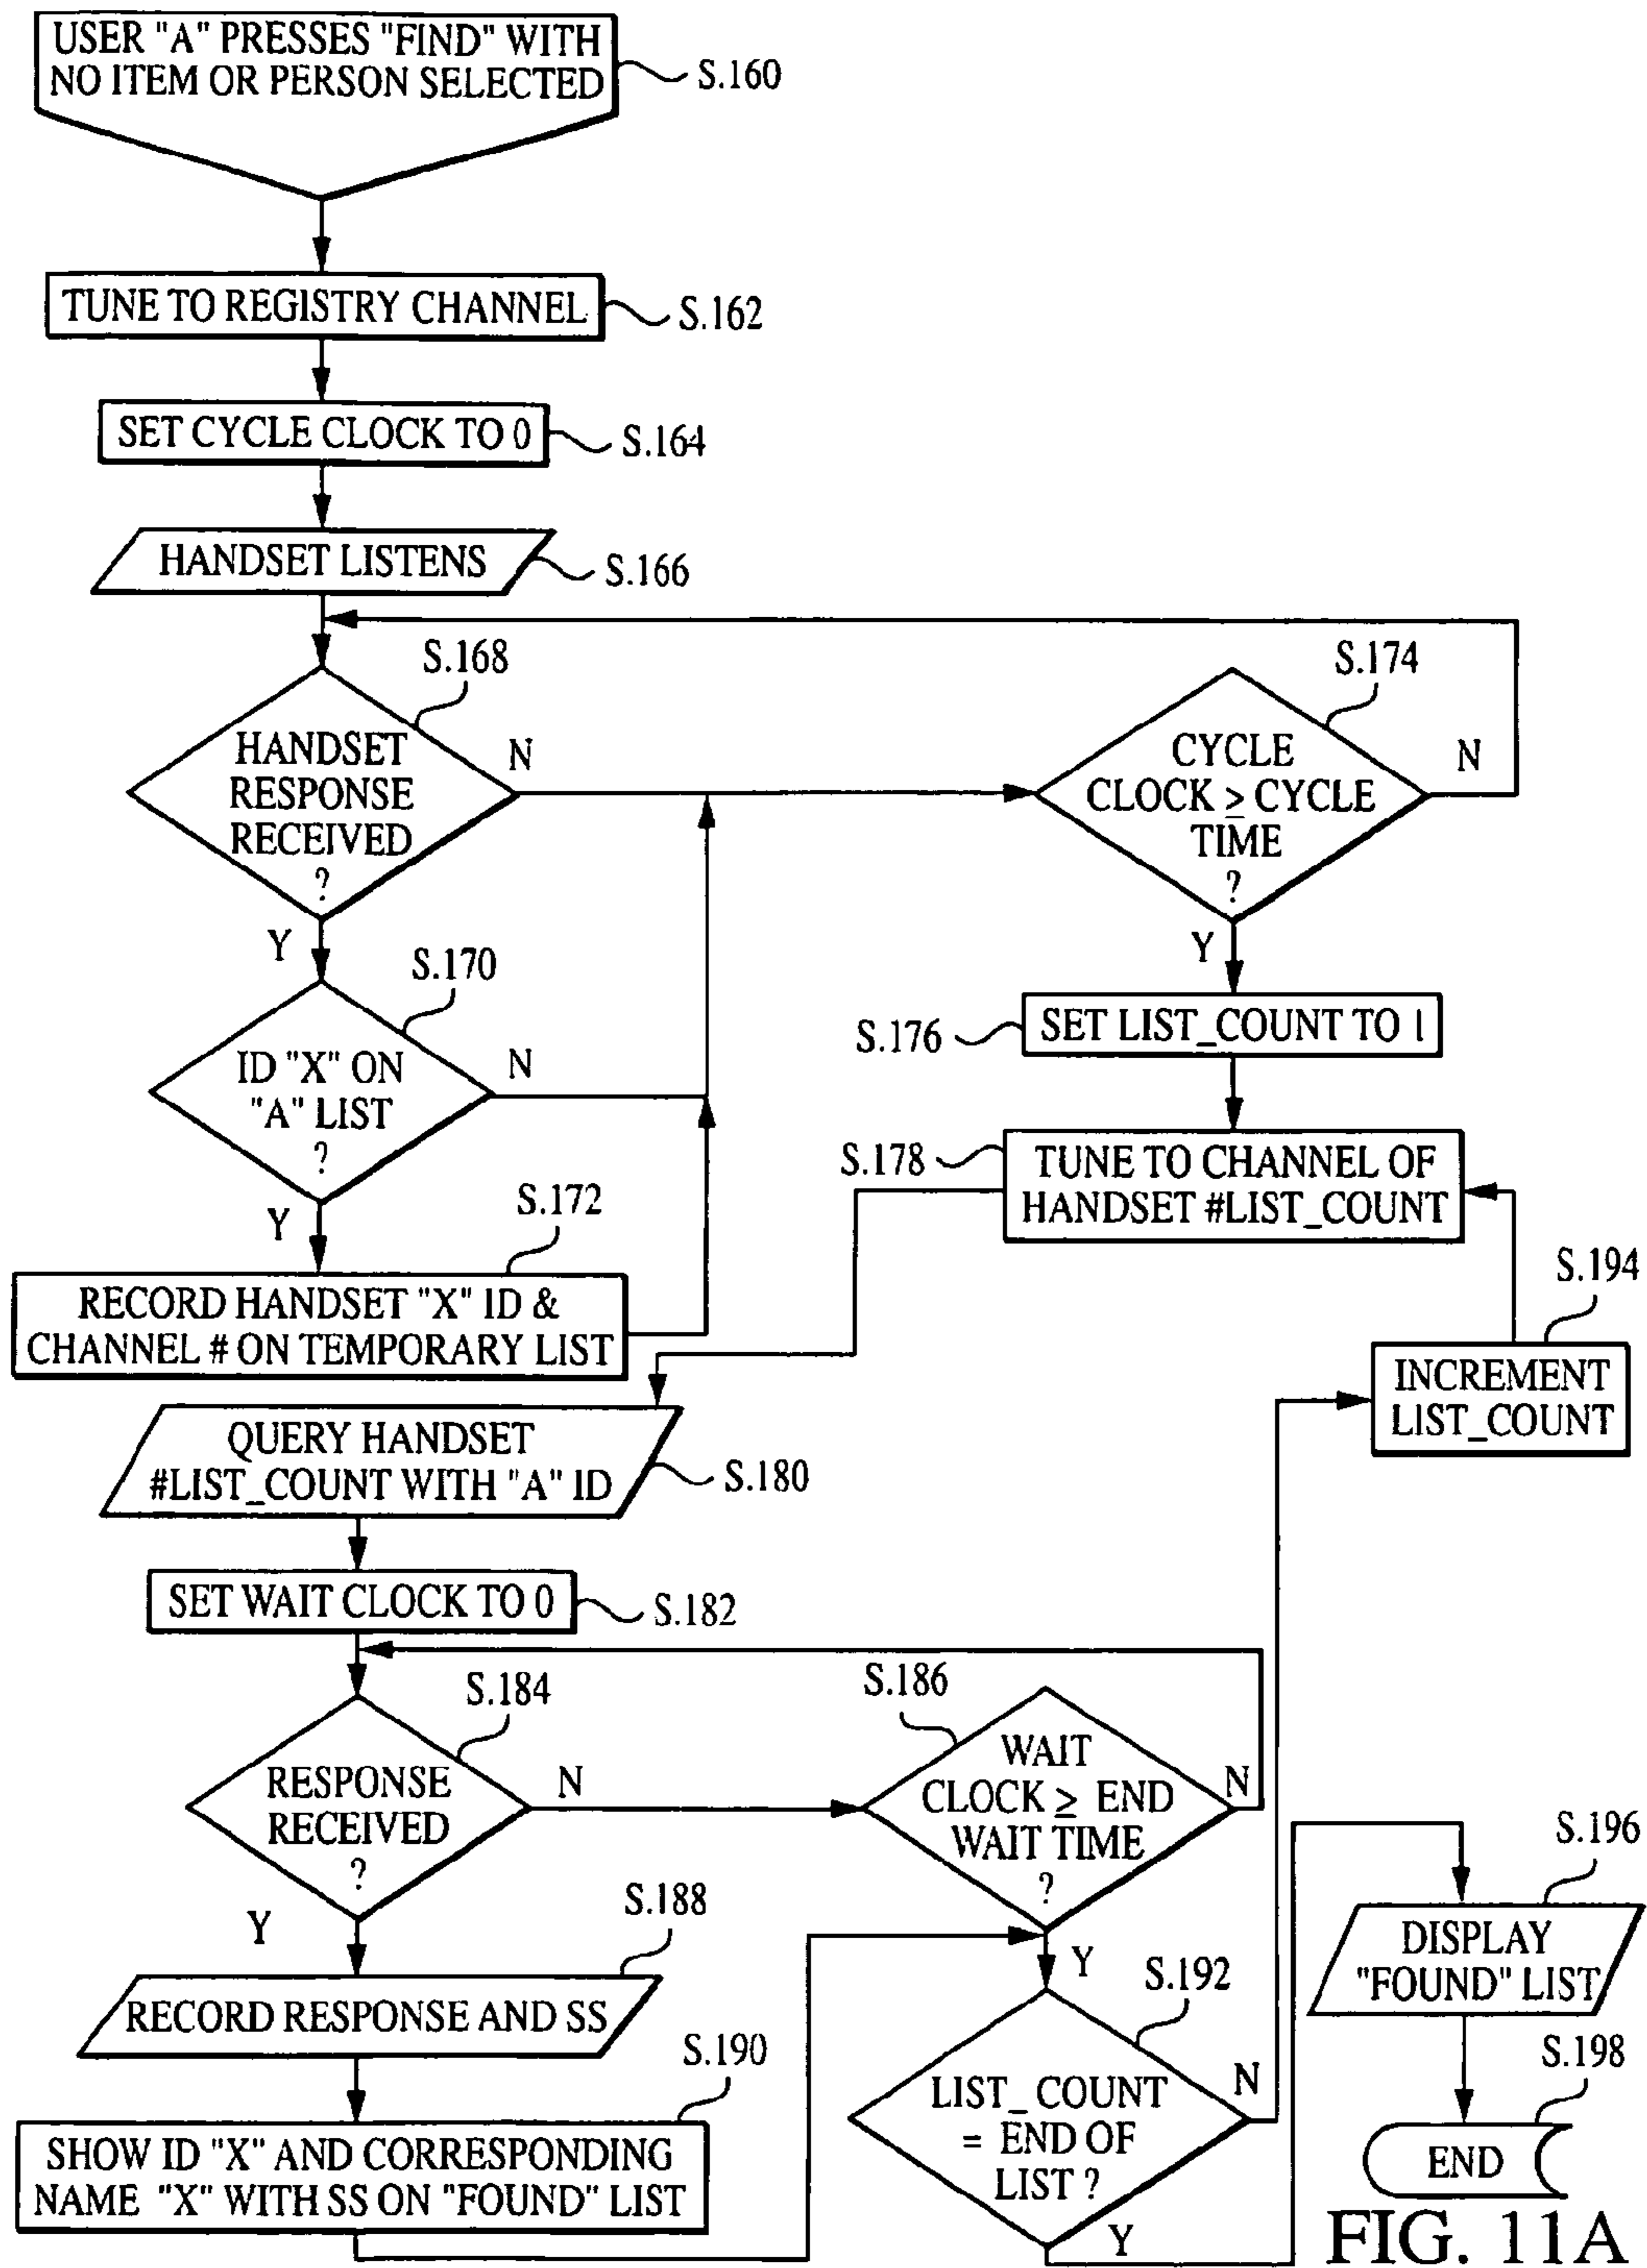 USER "A" PRESSES "FIND" WITH
NO ITEM OR PERSON SELECTED
S.160
TUNE TO REGISTRY CHANNEL
S.162
SET CYCLE CLOCK TO 0
S.164
HANDSET LISTENS
S.166
S.168
HANDSET
RESPONSE
RECEIVED
?
N
Y
S.174
CYCLE
CLOCK ≥ CYCLE
TIME
?
N
Y
S.170
ID "X" ON
"A" LIST
?
N
Y
S.176
SET LIST_COUNT TO 1
S.178
TUNE TO CHANNEL OF
HANDSET #LIST_COUNT
S.172
RECORD HANDSET "X" ID &
CHANNEL # ON TEMPORARY LIST
S.194
INCREMENT
LIST_COUNT
QUERY HANDSET
#LIST_COUNT WITH "A" ID
S.180
SET WAIT CLOCK TO 0
S.182
S.184
RESPONSE
RECEIVED
?
N
Y
S.186
WAIT
CLOCK ≥ END
WAIT TIME
?
N
Y
S.188
RECORD RESPONSE AND SS
S.190
SHOW ID "X" AND CORRESPONDING
NAME "X" WITH SS ON "FOUND" LIST
S.192
LIST_COUNT
= END OF
LIST ?
N
Y
S.196
DISPLAY
"FOUND" LIST
S.198
END
FIG. 11A